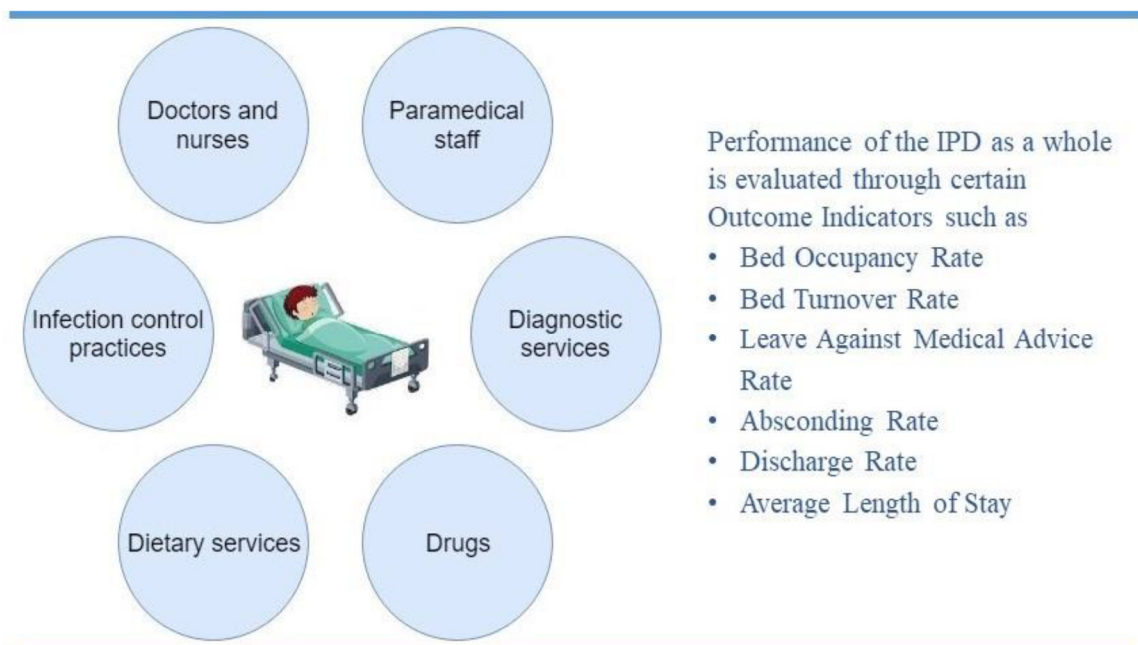 Doctors and
nurses
Paramedical
staff
Infection control
practices
Diagnostic
services
Dietary services
Drugs
Performance of the IPD as a whole
is evaluated through certain
Outcome Indicators such as
• Bed Occupancy Rate
• Bed Turnover Rate
• Leave Against Medical Advice
Rate
• Absconding Rate
• Discharge Rate
• Average Length of Stay